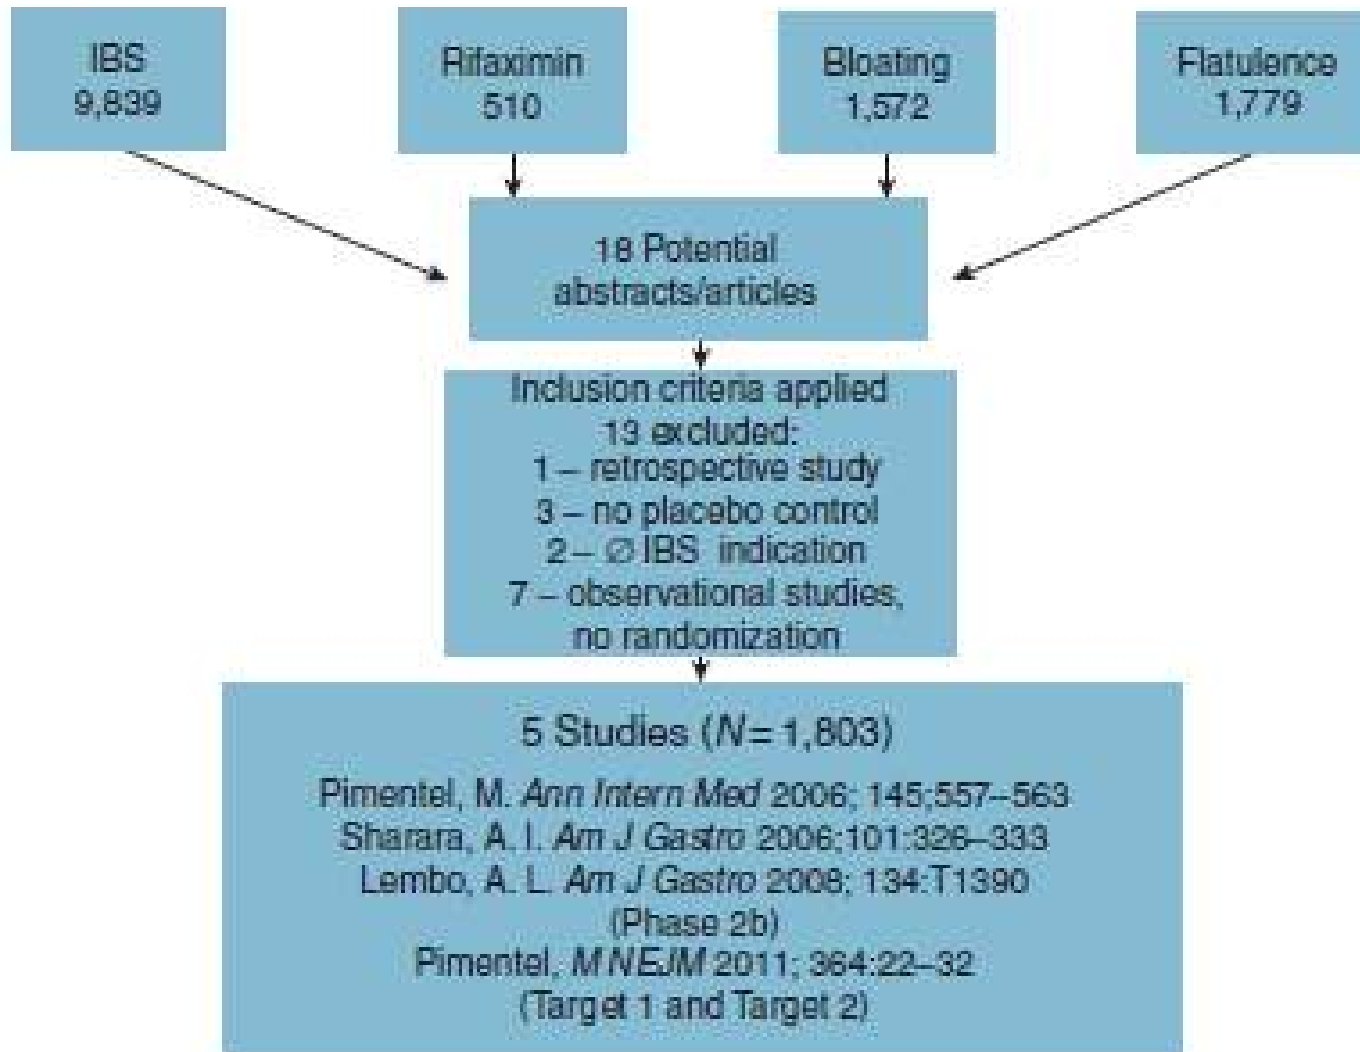 IBS
9,839
Rifaximin
510
Bloating
1,572
Flatulence
1,779
18 Potential
abstracts/articles
Inclusion criteria applied
13 excluded:
1 – retrospective study
3 – no placebo control
2 – ∅ IBS indication
7 – observational studies,
no randomization
5 Studies (N= 1,803)
Pimentel, M. Ann Intern Med 2006; 145;557–563
Sharara, A. I. Am J Gastro 2006;101:326–333
Lembo, A. L. Am J Gastro 2008; 134:T1390
(Phase 2b)
Pimentel, M NEJM 2011; 364:22–32
(Target 1 and Target 2)